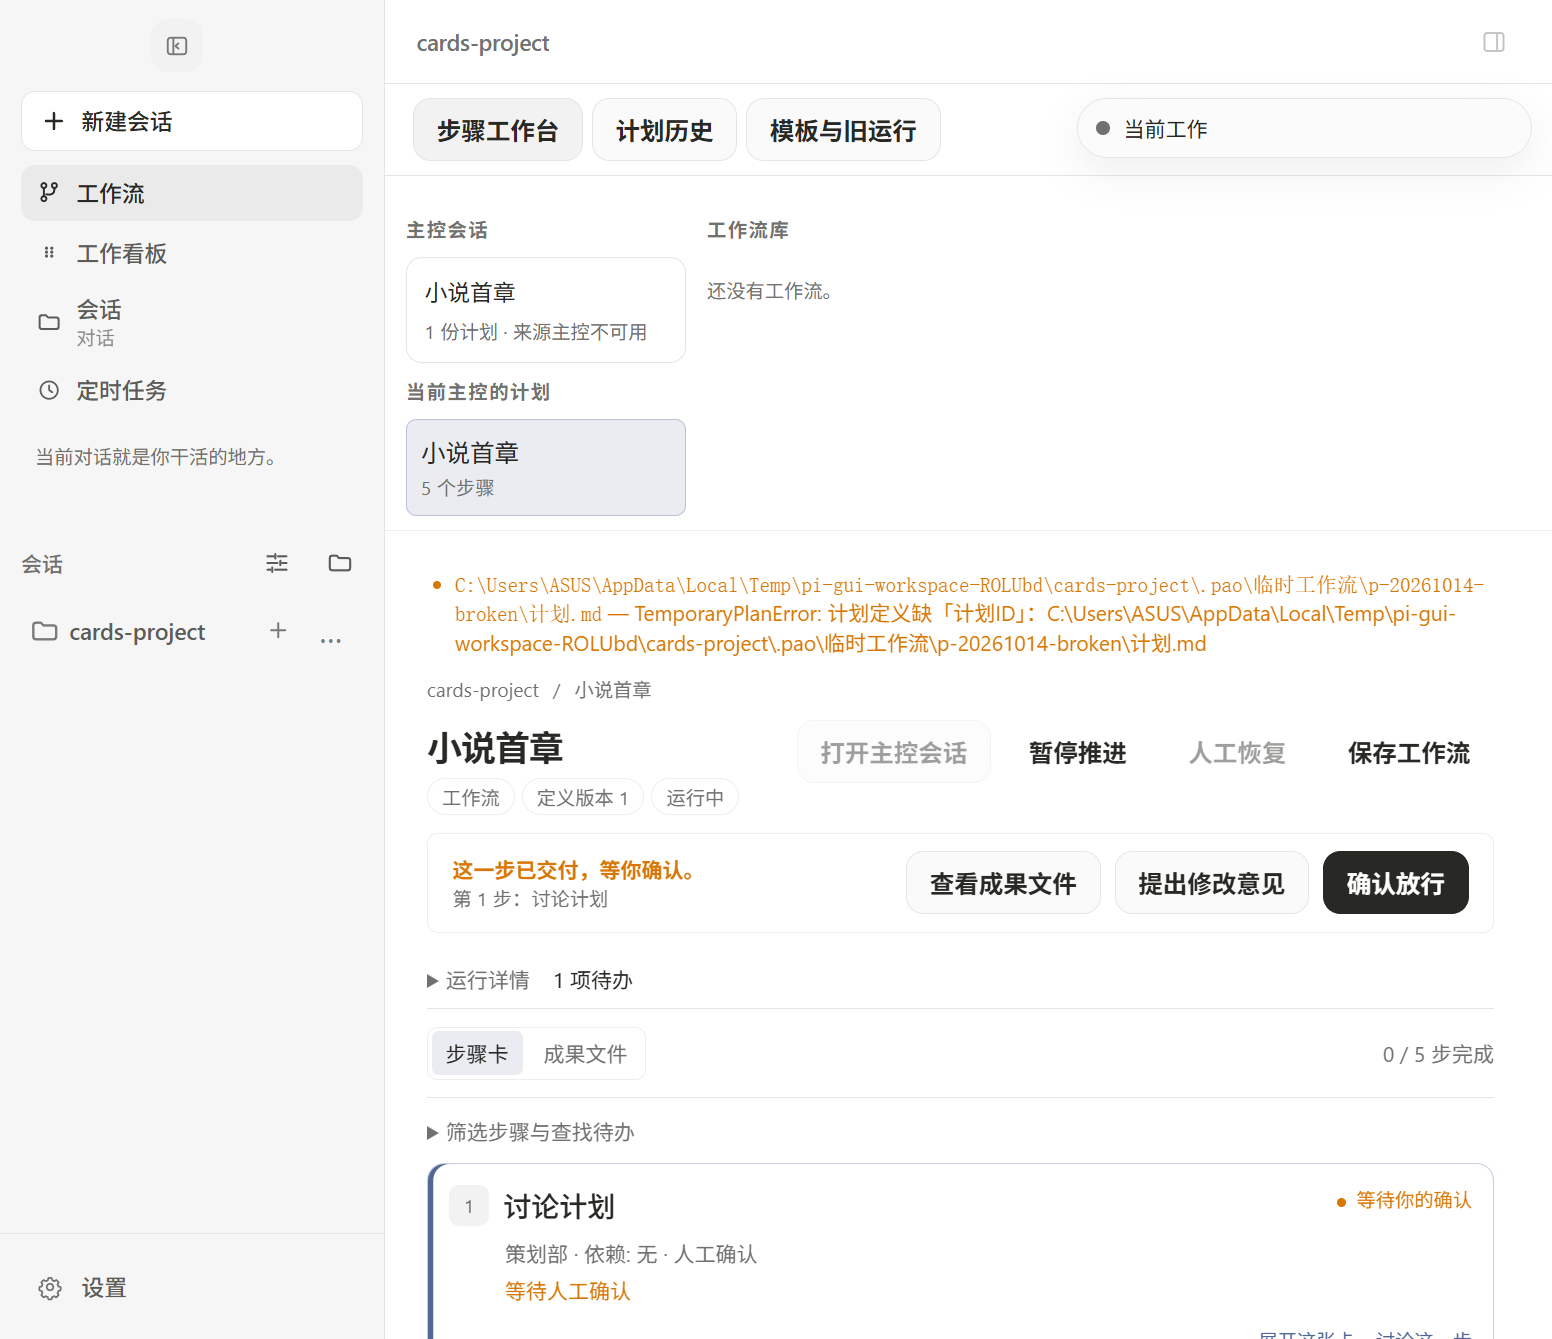 cards-project
新建会话
工作流
工作看板
会话
对话
定时任务
当前对话就是你干活的地方。
会话
cards-project
设置
步骤工作台
计划历史
模板与旧运行
当前工作
主控会话
小说首章
1 份计划 · 来源主控不可用
当前主控的计划
小说首章
5 个步骤
工作流库
还没有工作流。
C:\Users\ASUS\AppData\Local\Temp\pi-gui-workspace-ROLUbd\cards-project\.pao\临时工作流\p-20261014-
broken\计划.md — TemporaryPlanError: 计划定义缺「计划ID」：C:\Users\ASUS\AppData\Local\Temp\pi-gui-
workspace-ROLUbd\cards-project\.pao\临时工作流\p-20261014-broken\计划.md
cards-project / 小说首章
小说首章
打开主控会话
暂停推进
人工恢复
保存工作流
工作流
定义版本 1
运行中
这一步已交付，等你确认。
第 1 步：讨论计划
查看成果文件
提出修改意见
确认放行
运行详情 1 项待办
步骤卡
成果文件
0 / 5 步完成
筛选步骤与查找待办
1
讨论计划
等待你的确认
策划部 · 依赖: 无 · 人工确认
等待人工确认